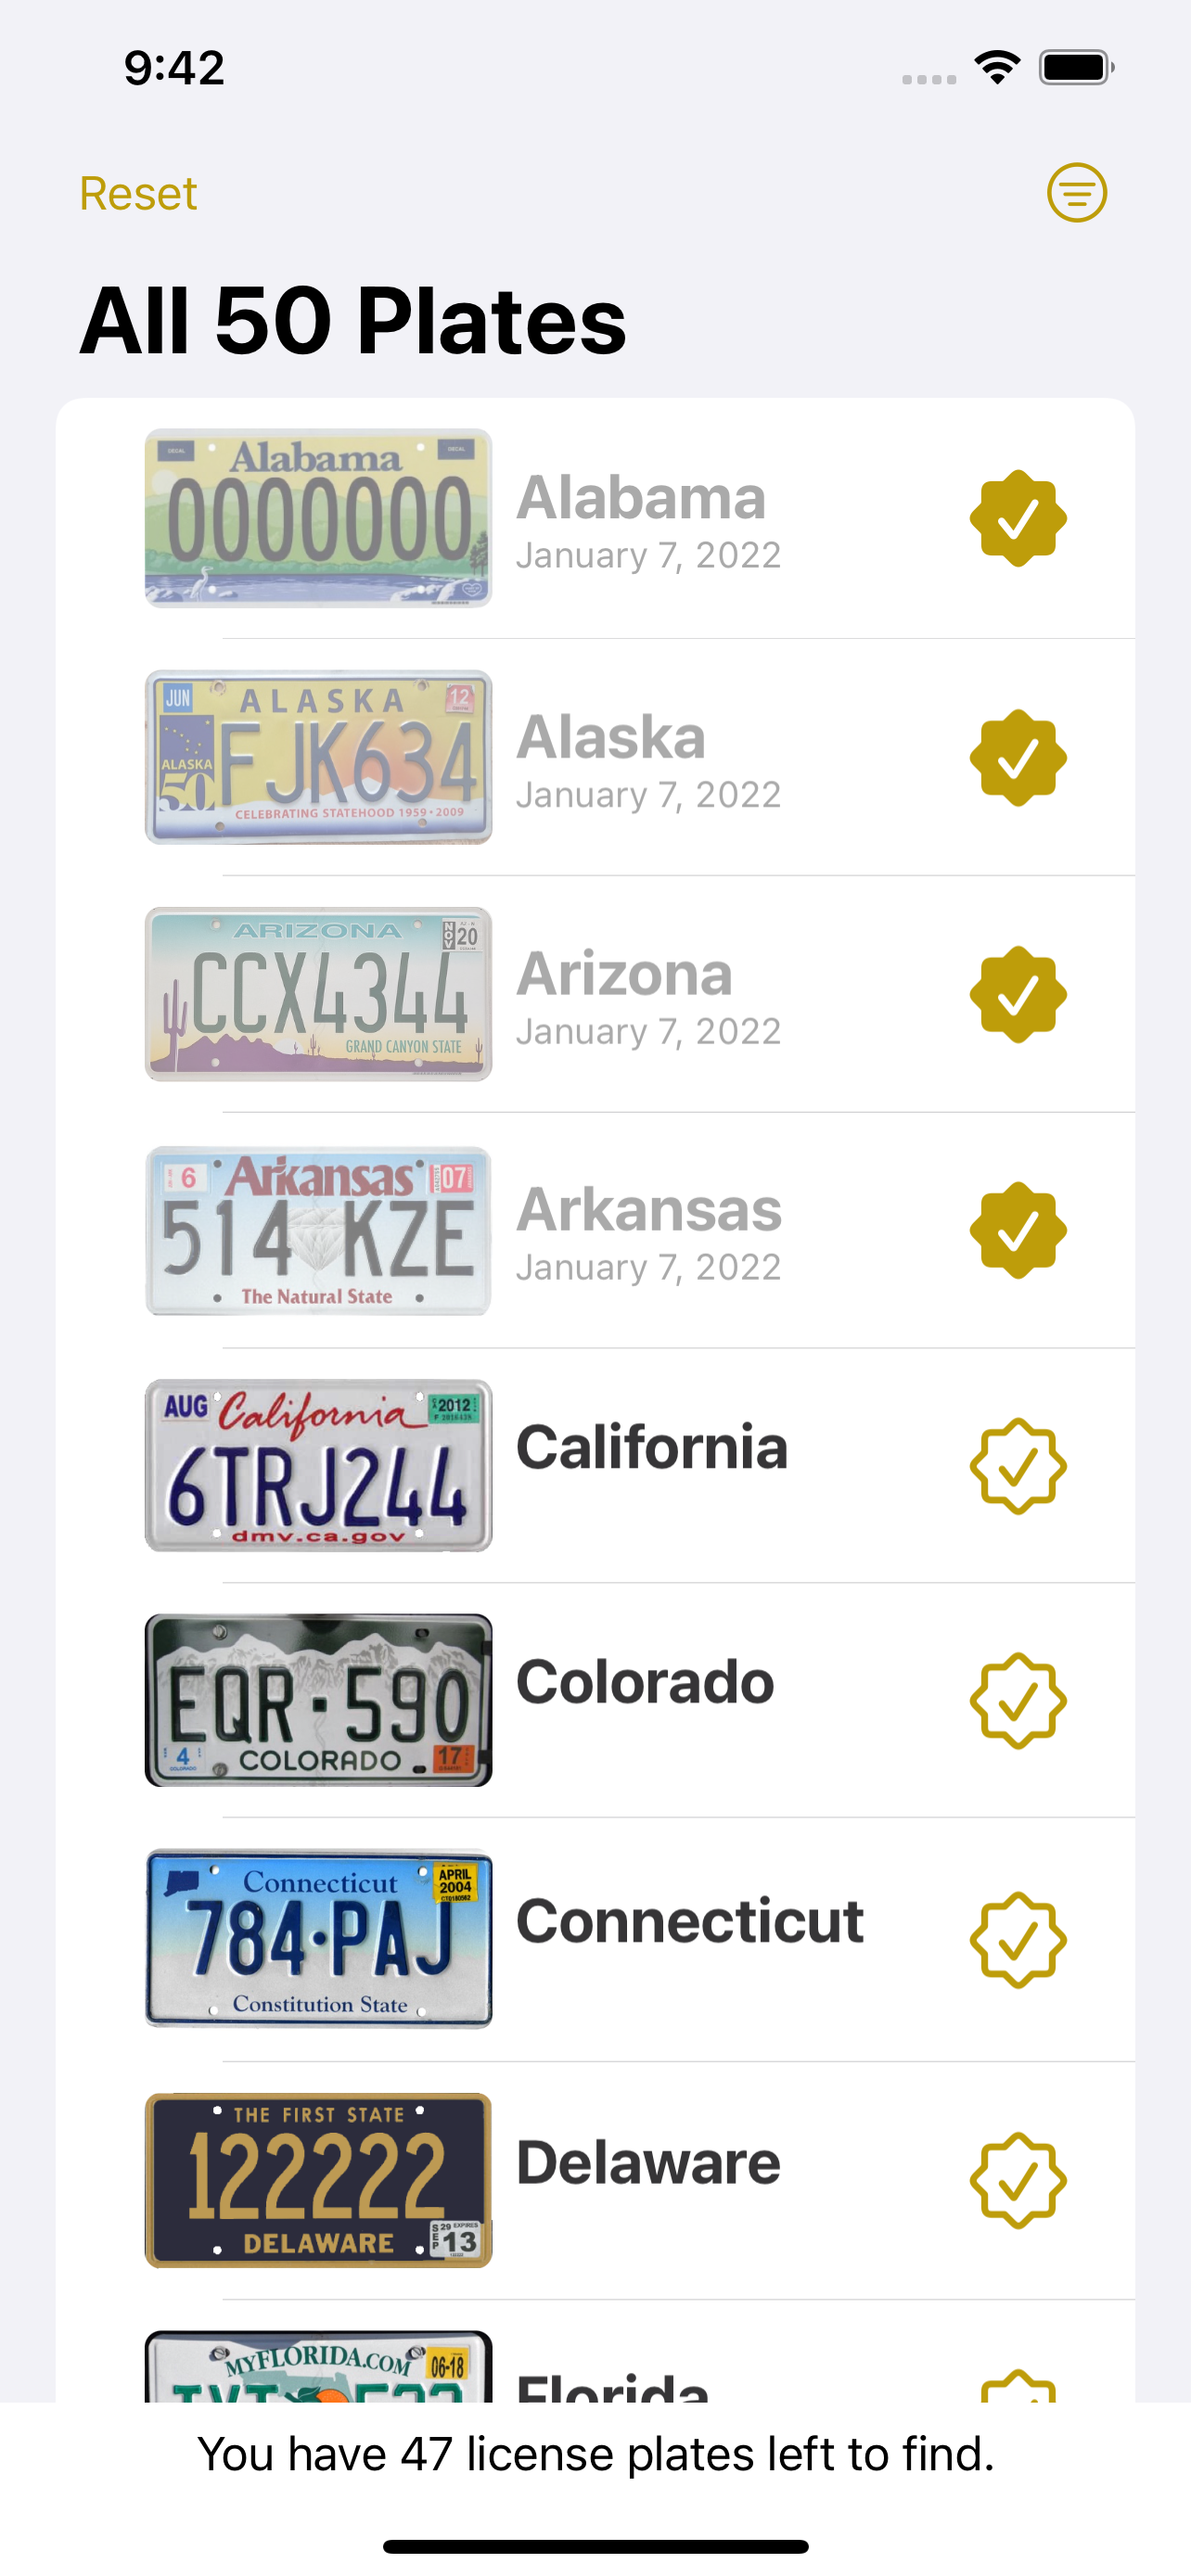 9:42
Reset
All 50 Plates
DECAL
Alabama
DECAL
0000000
Alabama
January 7, 2022
JUN
ALASKA
12
ALASKA
50
FJK634
CELEBRATING STATEHOOD 1959·2009
Alaska
January 7, 2022
ARIZONA
NOV
20
CCX4344
GRAND CANYON STATE
Arizona
January 7, 2022
6
Arkansas
07
514 KZE
The Natural State
Arkansas
January 7, 2022
AUG
California
2012
6TRJ244
dmv.ca.gov
California
EQR·590
4
COLORADO
COLORADO
17
Colorado
Connecticut
APRIL
2004
784·PAJ
Constitution State
Connecticut
THE FIRST STATE
122222
DELAWARE
SEP
29 EXPIRES
13
Delaware
MYFLORIDA.COM
06-18
Florida
You have 47 license plates left to find.